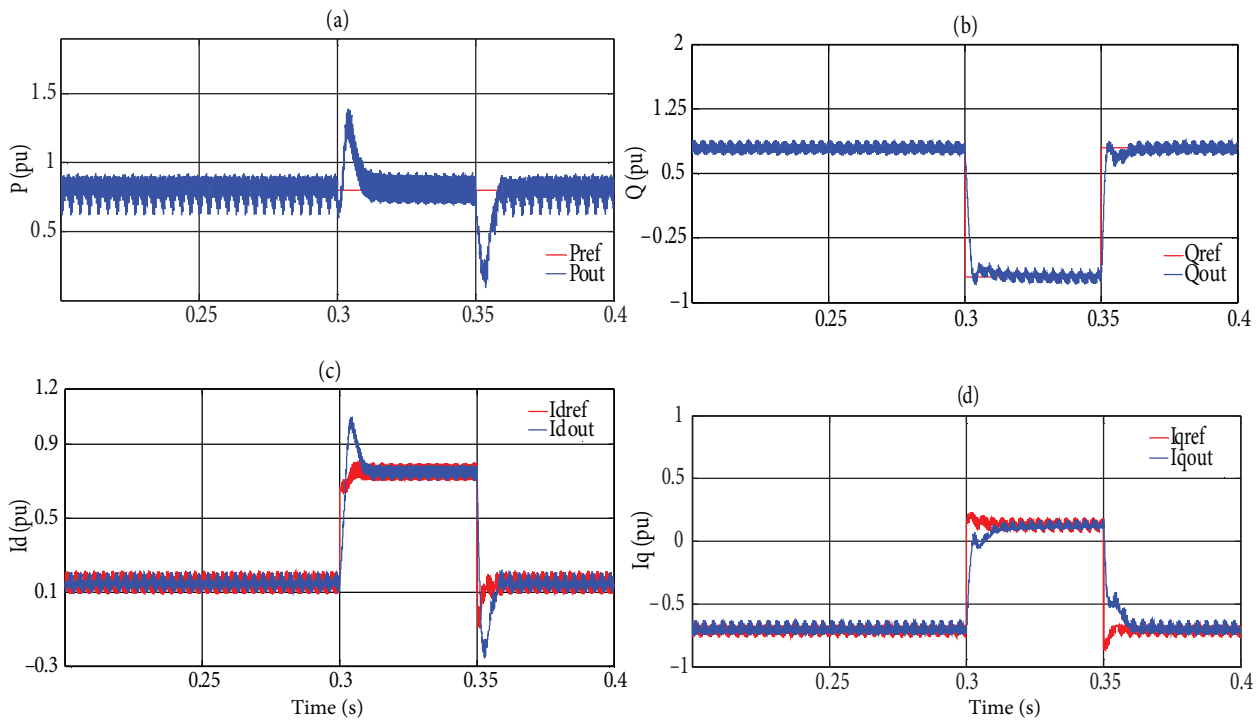 (a)
P (pu)
1.5
1
0.5
0.25
0.3
0.35
0.4
Pref
Pout
(b)
Q (pu)
2
1.25
0.5
−0.25
−1
0.25
0.3
0.35
0.4
Qref
Qout
(c)
Id (pu)
1.2
0.9
0.5
0.1
−0.3
0.25
0.3
0.35
0.4
Idref
Idout
Time (s)
(d)
Iq (pu)
1
0.5
0
−0.5
−1
0.25
0.3
0.35
0.4
Iqref
Iqout
Time (s)